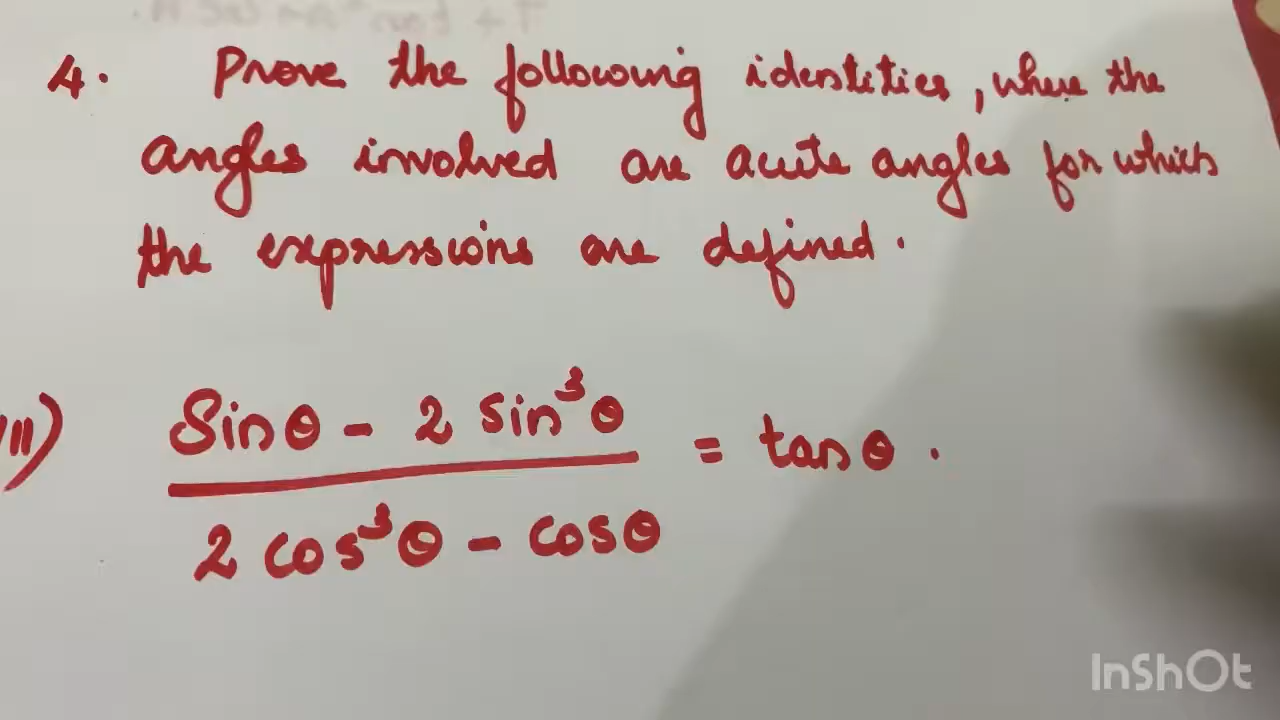 4. Prove the following identities, where the
angles involved are acute angles for which
the expressions are defined.
iii) Sinθ - 2 sin³θ
2 cos³θ - cosθ
= tanθ.
InShOt